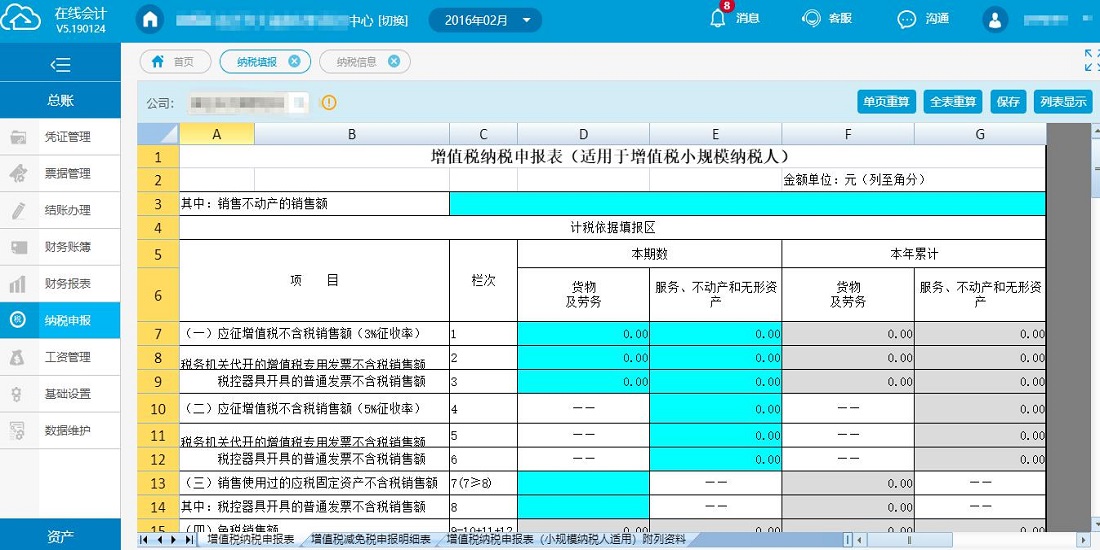 在线会计
V5.190124
中心 [切换]
2016年02月
8
消息
客服
沟通
总账
凭证管理
票据管理
结账办理
财务账簿
财务报表
税
纳税申报
工资管理
基础设置
数据维护
资产
首页
纳税填报
纳税信息
公司:
单页重算
全表重算
保存
列表显示
A B C D E F G
1 增值税纳税申报表（适用于增值税小规模纳税人）
2 金额单位: 元（列至角分）
3 其中: 销售不动产的销售额
4 计税依据填报区
5 项 目 栏次 本期数 本年累计
6 货物及劳务 服务、不动产和无形资产 货物及劳务 服务、不动产和无形资产
7 （一）应征增值税不含税销售额（3%征收率） 1 0.00 0.00 0.00 0.00
8 税务机关代开的增值税专用发票不含税销售额 2 0.00 0.00 0.00 0.00
9 税控器具开具的普通发票不含税销售额 3 0.00 0.00 0.00 0.00
10 （二）应征增值税不含税销售额（5%征收率） 4 —— 0.00 —— 0.00
11 税务机关代开的增值税专用发票不含税销售额 5 —— 0.00 —— 0.00
12 税控器具开具的普通发票不含税销售额 6 —— 0.00 —— 0.00
13 （三）销售使用过的应税固定资产不含税销售额 7(7≥8) —— 0.00 ——
14 其中: 税控器具开具的普通发票不含税销售额 8 —— 0.00 ——
15 （四）免税销售额 9=10+11+12 0.00 0.00 0.00 0.00
增值税纳税申报表 增值税减免税申报明细表 增值税纳税申报表（小规模纳税人适用）附列资料